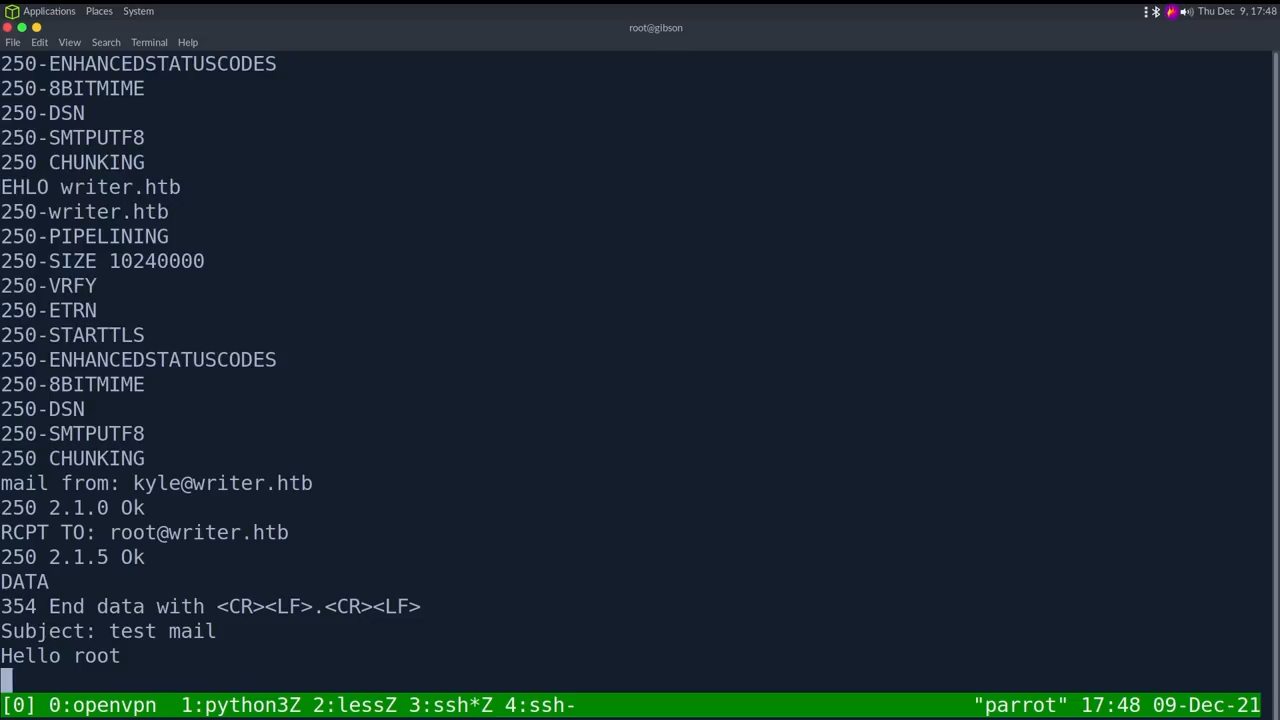 Applications Places System Thu Dec 9, 17:48
root@gibson
File Edit View Search Terminal Help
250-ENHANCEDSTATUSCODES
250-8BITMIME
250-DSN
250-SMTPUTF8
250 CHUNKING
EHLO writer.htb
250-writer.htb
250-PIPELINING
250-SIZE 10240000
250-VRFY
250-ETRN
250-STARTTLS
250-ENHANCEDSTATUSCODES
250-8BITMIME
250-DSN
250-SMTPUTF8
250 CHUNKING
mail from: kyle@writer.htb
250 2.1.0 Ok
RCPT TO: root@writer.htb
250 2.1.5 Ok
DATA
354 End data with <CR><LF>.<CR><LF>
Subject: test mail
Hello root
[0] 0:openvpn  1:python3Z 2:lessZ 3:ssh*Z 4:ssh- "parrot" 17:48 09-Dec-21